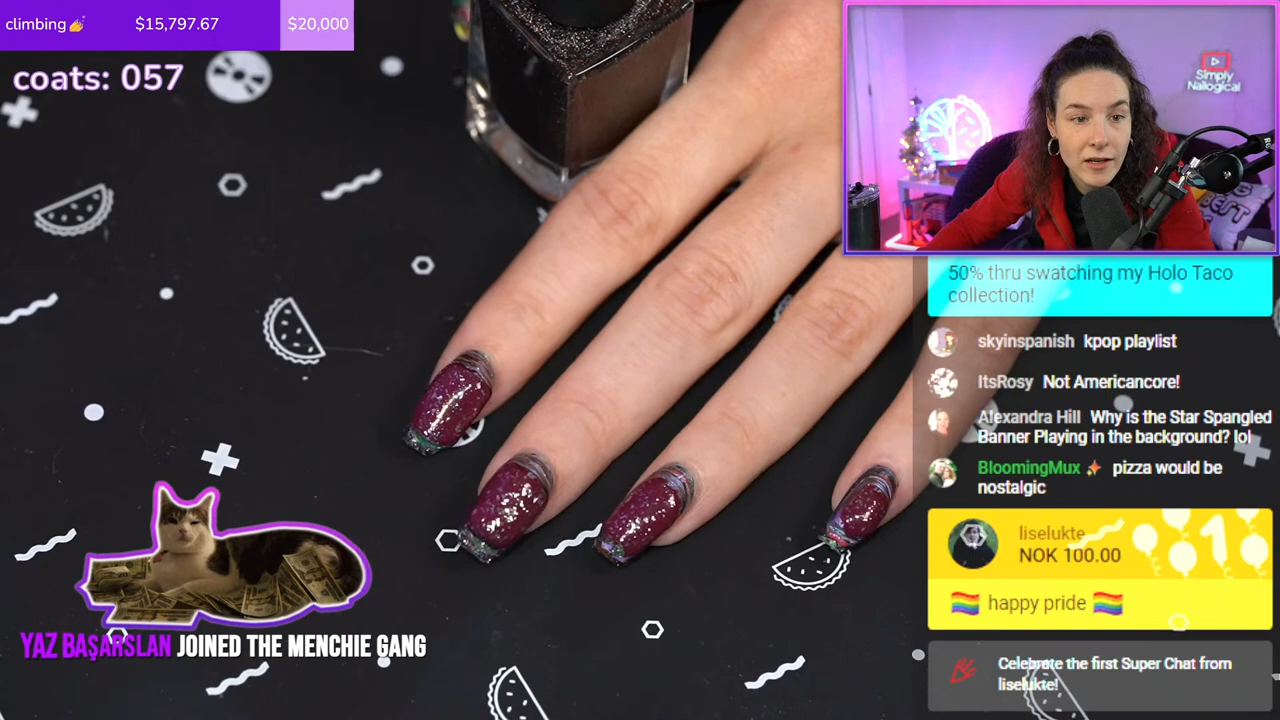 climbing💅 $15,797.67 $20,000
coats: 057
Simply
Nailogical
50% thru swatching my Holo Taco
collection!
skyinspanish kpop playlist
ItsRosy Not Americancore!
Alexandra Hill Why is the Star Spangled
Banner Playing in the background? lol
BloomingMux ✨ pizza would be
nostalgic
liselukte
NOK 100.00
🏳️‍🌈 happy pride 🏳️‍🌈
Celebrate the first Super Chat from
liselukte!
YAZ BAŞARSLAN JOINED THE MENCHIE GANG